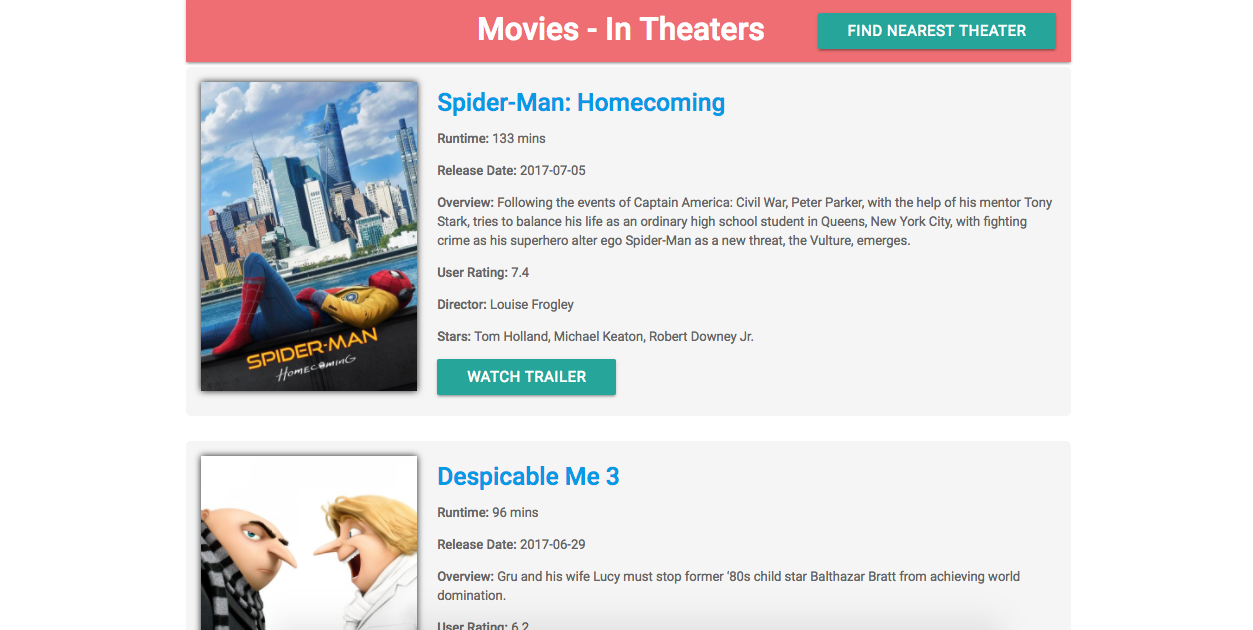 Movies - In Theaters
FIND NEAREST THEATER
Spider-Man: Homecoming
Runtime: 133 mins
Release Date: 2017-07-05
Overview: Following the events of Captain America: Civil War, Peter Parker, with the help of his mentor Tony
Stark, tries to balance his life as an ordinary high school student in Queens, New York City, with fighting
crime as his superhero alter ego Spider-Man as a new threat, the Vulture, emerges.
User Rating: 7.4
Director: Louise Frogley
Stars: Tom Holland, Michael Keaton, Robert Downey Jr.
SPIDER-MAN
HOMECOMING
WATCH TRAILER
Despicable Me 3
Runtime: 96 mins
Release Date: 2017-06-29
Overview: Gru and his wife Lucy must stop former '80s child star Balthazar Bratt from achieving world
domination.
User Rating: 6.2